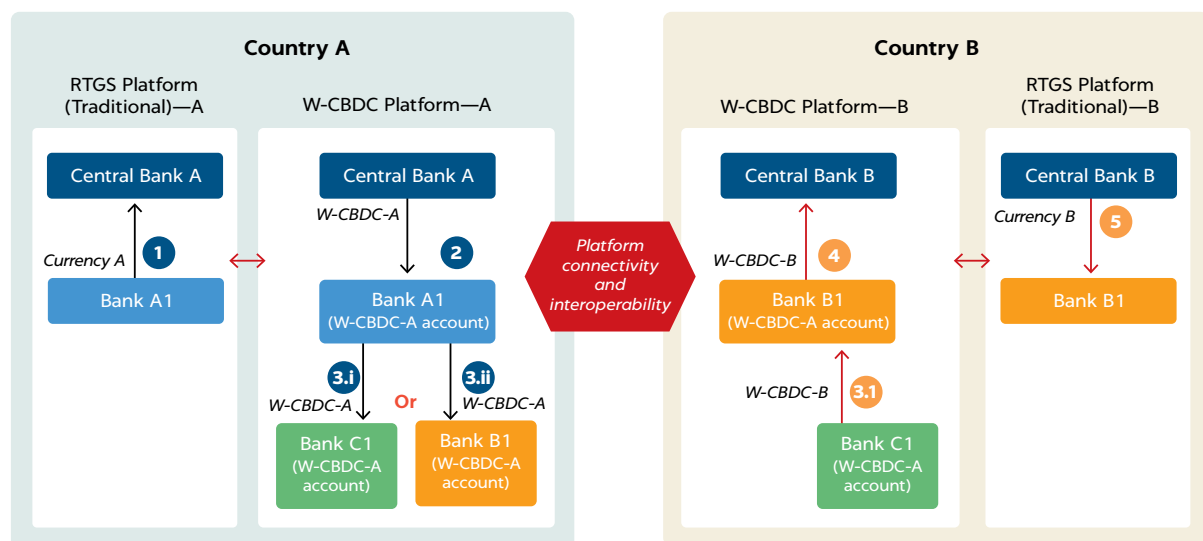 Country A
RTGS Platform
(Traditional)—A
W-CBDC Platform—A
Central Bank A
Currency A
1
Bank A1
Central Bank A
W-CBDC-A
2
Bank A1
(W-CBDC-A account)
3.i
W-CBDC-A
Or
3.ii
W-CBDC-A
Bank C1
(W-CBDC-A
account)
Bank B1
(W-CBDC-A
account)
Platform
connectivity
and
interoperability
Country B
W-CBDC Platform—B
RTGS Platform
(Traditional)—B
Central Bank B
W-CBDC-B
4
Bank B1
(W-CBDC-A account)
W-CBDC-B
3.1
Bank C1
(W-CBDC-A
account)
Central Bank B
Currency B
5
Bank B1